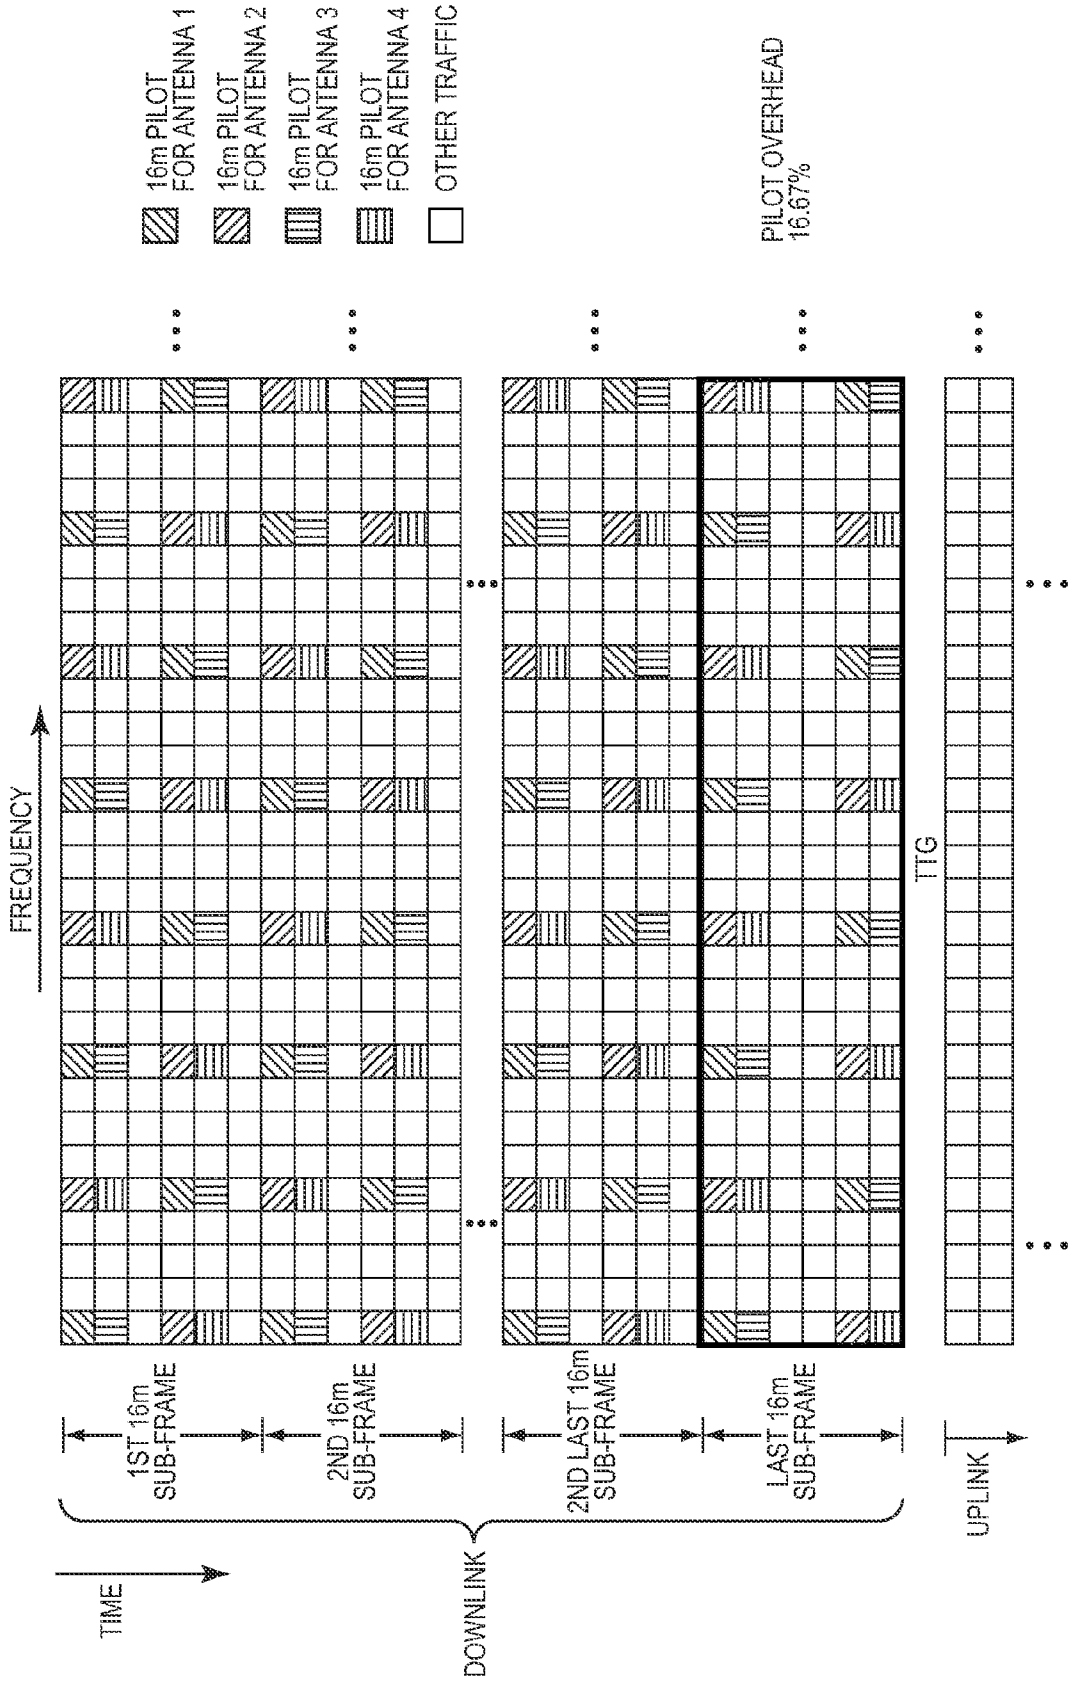 16m PILOT
FOR ANTENNA 1
16m PILOT
FOR ANTENNA 2
16m PILOT
FOR ANTENNA 3
16m PILOT
FOR ANTENNA 4
OTHER TRAFFIC
PILOT OVERHEAD
16.67%
FREQUENCY
TTG
1ST 16m
SUB-FRAME
2ND 16m
SUB-FRAME
2ND LAST 16m
SUB-FRAME
LAST 16m
SUB-FRAME
UPLINK
TIME
DOWNLINK